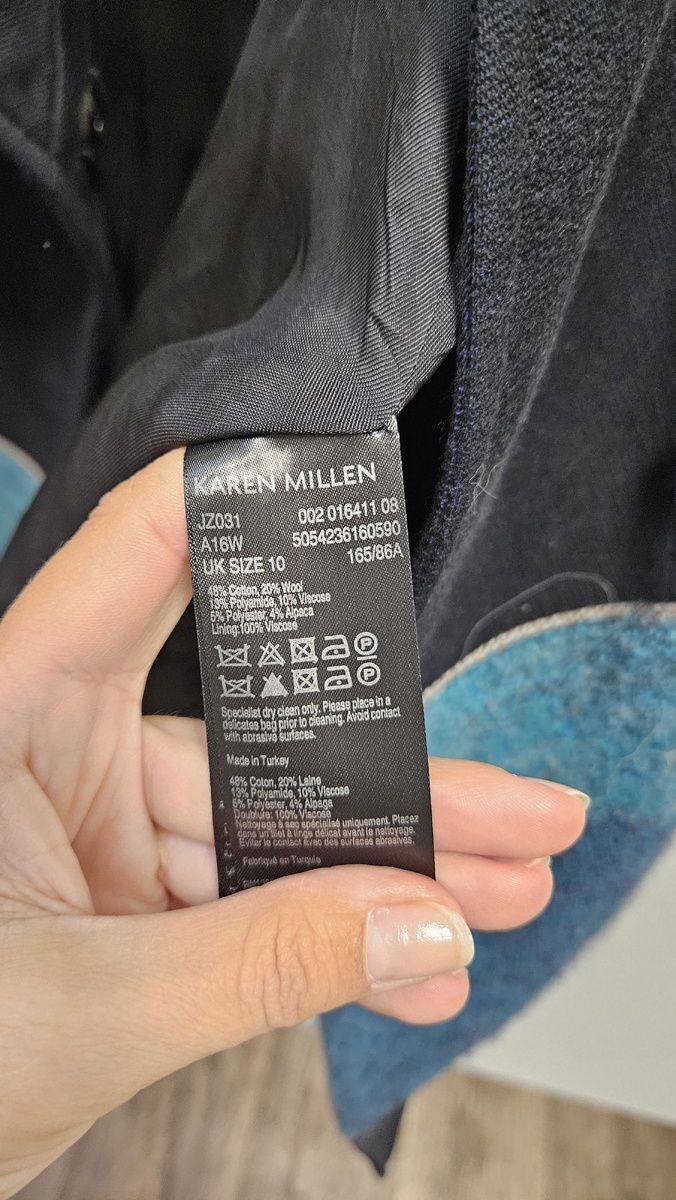 KAREN MILLEN
JZ031 002 016411 08
A16W 5054236160590
UK SIZE 10 165/86A
48% Cotton, 20% Wool
13% Polyamide, 10% Viscose
5% Polyester, 4% Alpaca
Lining:100% Viscose
P
P
Specialist dry clean only. Please place in a
delicates bag prior to cleaning. Avoid contact
with abrasive surfaces.
Made in Turkey
48% Coton, 20% Laine
13% Polyamide, 10% Viscose
5% Polyester, 4% Alpaga
Doublure: 100% Viscose
Nettoyage à sec spécialisé uniquement. Placez
dans un filet à linge délicat avant le nettoyage.
Eviter le contact avec des surfaces abrasives.
Fabriqué en Turquie